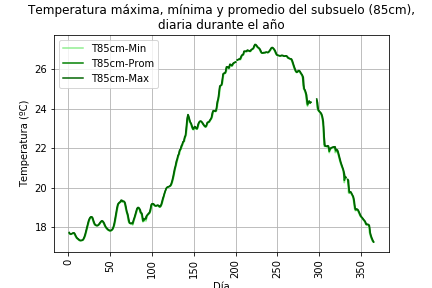 Temperatura máxima, mínima y promedio del subsuelo (85cm),
diaria durante el año
T85cm-Min
T85cm-Prom
T85cm-Max
Temperatura (ºC)
26
24
22
20
18
0
50
100
150
200
250
300
350
Día